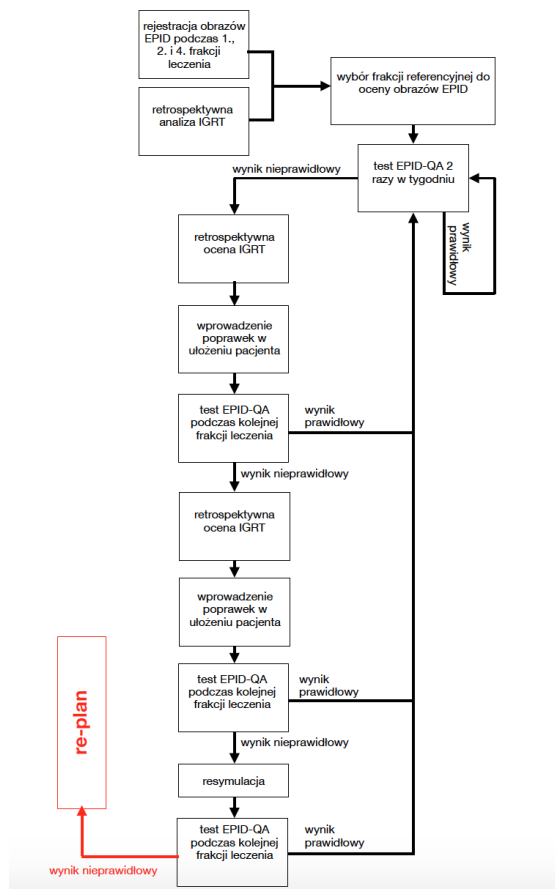 rejestracja obrazów
EPID podczas 1.,
2. i 4. frakcji
leczenia
retrospektywna
analiza IGRT
wybór frakcji referencyjnej do
oceny obrazów EPID
test EPID-QA 2
razy w tygodniu
wynik nieprawidłowy
wynik
prawidłowy
retrospektywna
ocena IGRT
wprowadzenie
poprawek w
ułożeniu pacjenta
test EPID-QA
podczas kolejnej
frakcji leczenia
wynik
prawidłowy
wynik nieprawidłowy
retrospektywna
ocena IGRT
wprowadzenie
poprawek w
ułożeniu pacjenta
test EPID-QA
podczas kolejnej
frakcji leczenia
wynik
prawidłowy
wynik nieprawidłowy
resymulacja
test EPID-QA
podczas kolejnej
frakcji leczenia
wynik
prawidłowy
wynik nieprawidłowy
re-plan